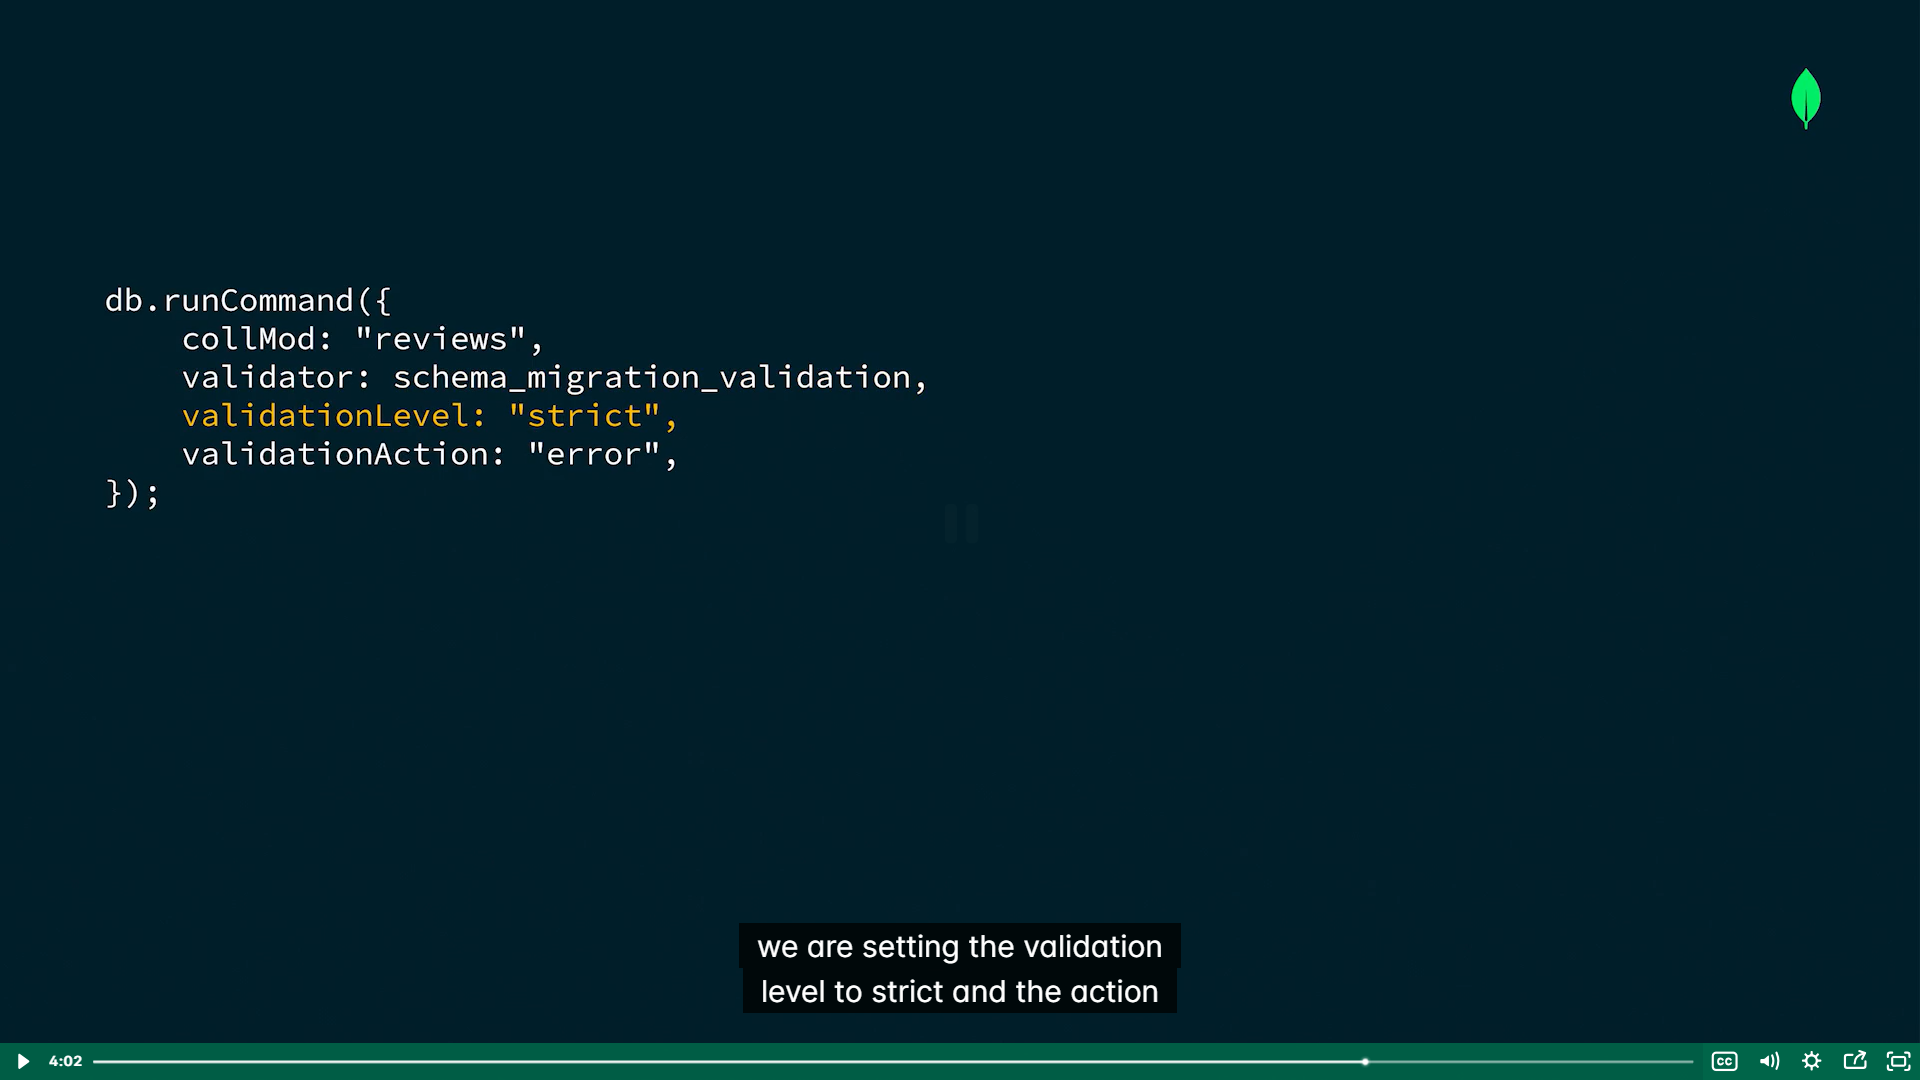 db.runCommand({
    collMod: "reviews",
    validator: schema_migration_validation,
    validationLevel: "strict",
    validationAction: "error",
});
we are setting the validation
level to strict and the action
4:02
CC